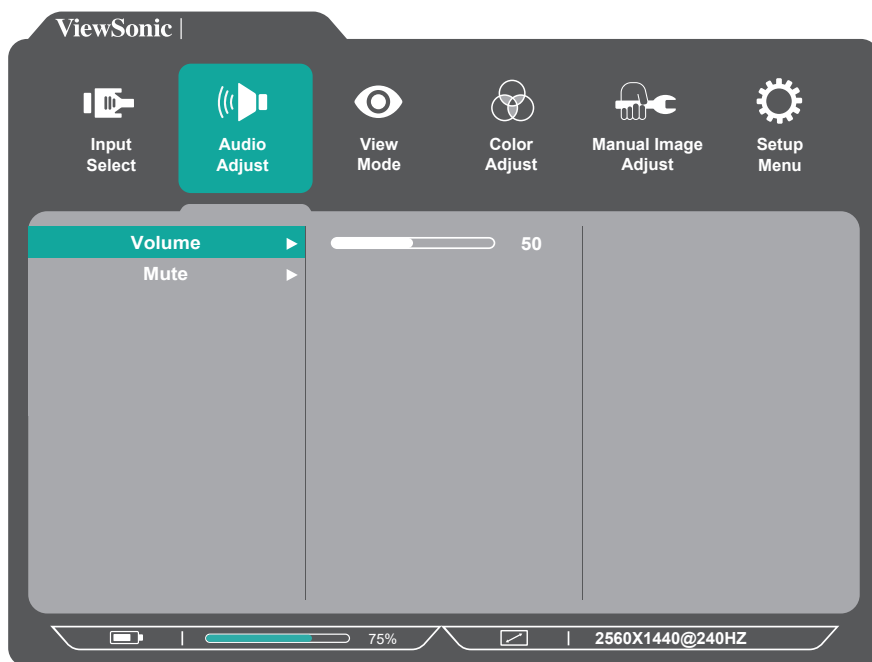 ViewSonic
Input Select
Audio Adjust
View Mode
Color Adjust
Manual Image Adjust
Setup Menu
Volume
50
Mute
75%
2560X1440@240HZ